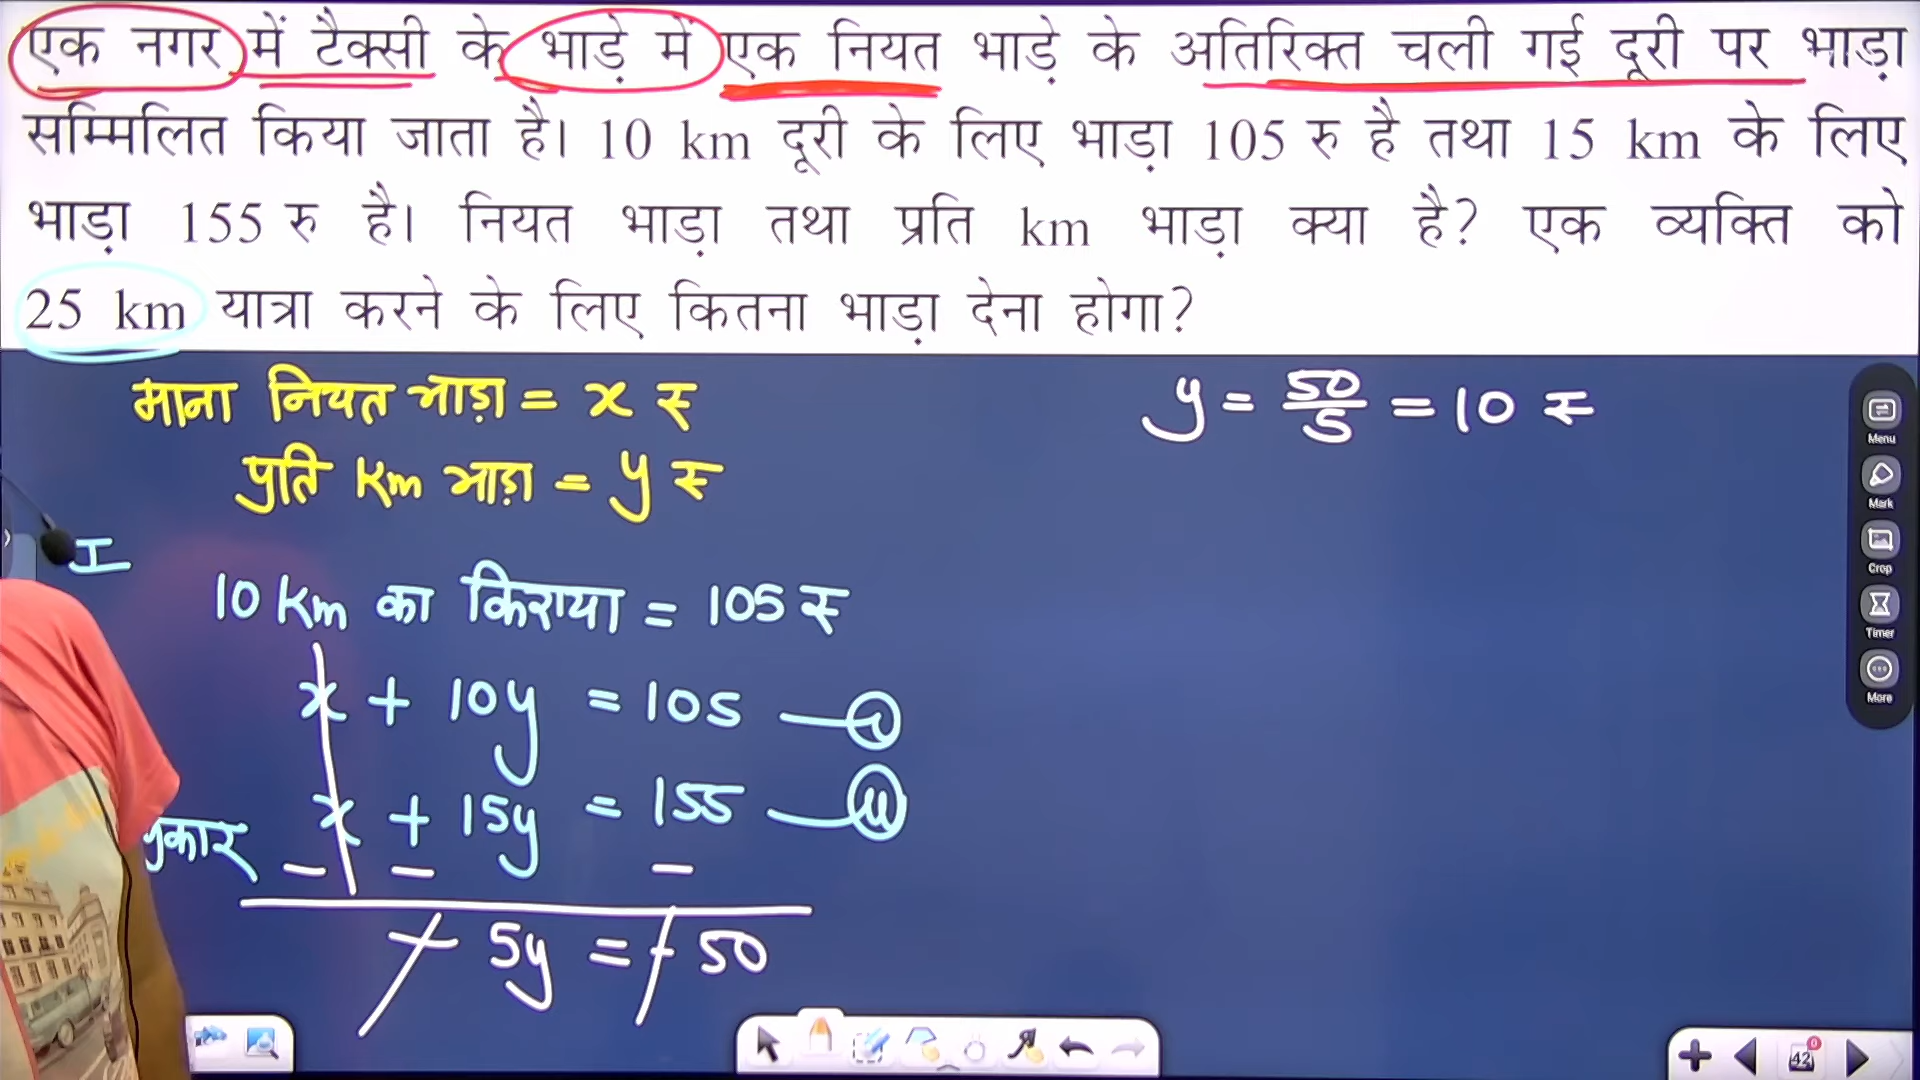 एक नगर में टैक्सी के भाड़े में एक नियत भाड़े के अतिरिक्त चली गई दूरी पर भाड़ा
सम्मिलित किया जाता है। 10 km दूरी के लिए भाड़ा 105 रु है तथा 15 km के लिए
भाड़ा 155 रु है। नियत भाड़ा तथा प्रति km भाड़ा क्या है? एक व्यक्ति को
25 km यात्रा करने के लिए कितना भाड़ा देना होगा?
माना नियत भाड़ा = x ₹
प्रति Km भाड़ा = y ₹
I
10 Km का किराया = 105 ₹
x + 10y = 105 — (i)
x + 15y = 155 — (ii)
− − −
- 5y = - 50
y = 50/5 = 10 ₹
Menu
Mark
Crop
Timer
More
42
0